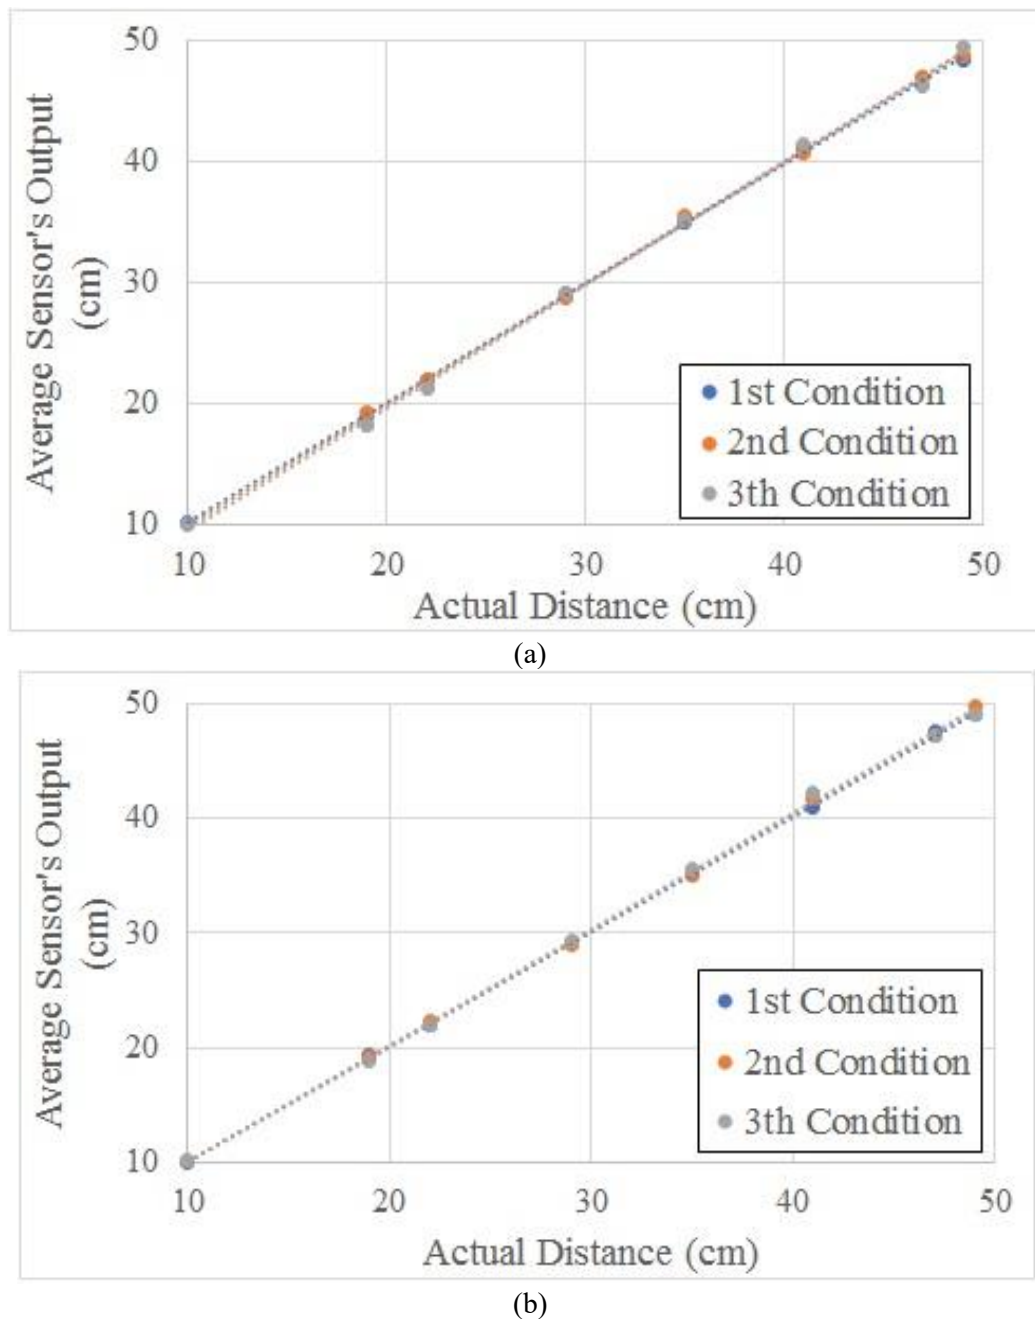 50
40
30
20
10
Average Sensor's Output
(cm)
1st Condition
2nd Condition
3th Condition
10 20 30 40 50
Actual Distance (cm)
(a)
50
40
30
20
10
Average Sensor's Output
(cm)
1st Condition
2nd Condition
3th Condition
10 20 30 40 50
Actual Distance (cm)
(b)